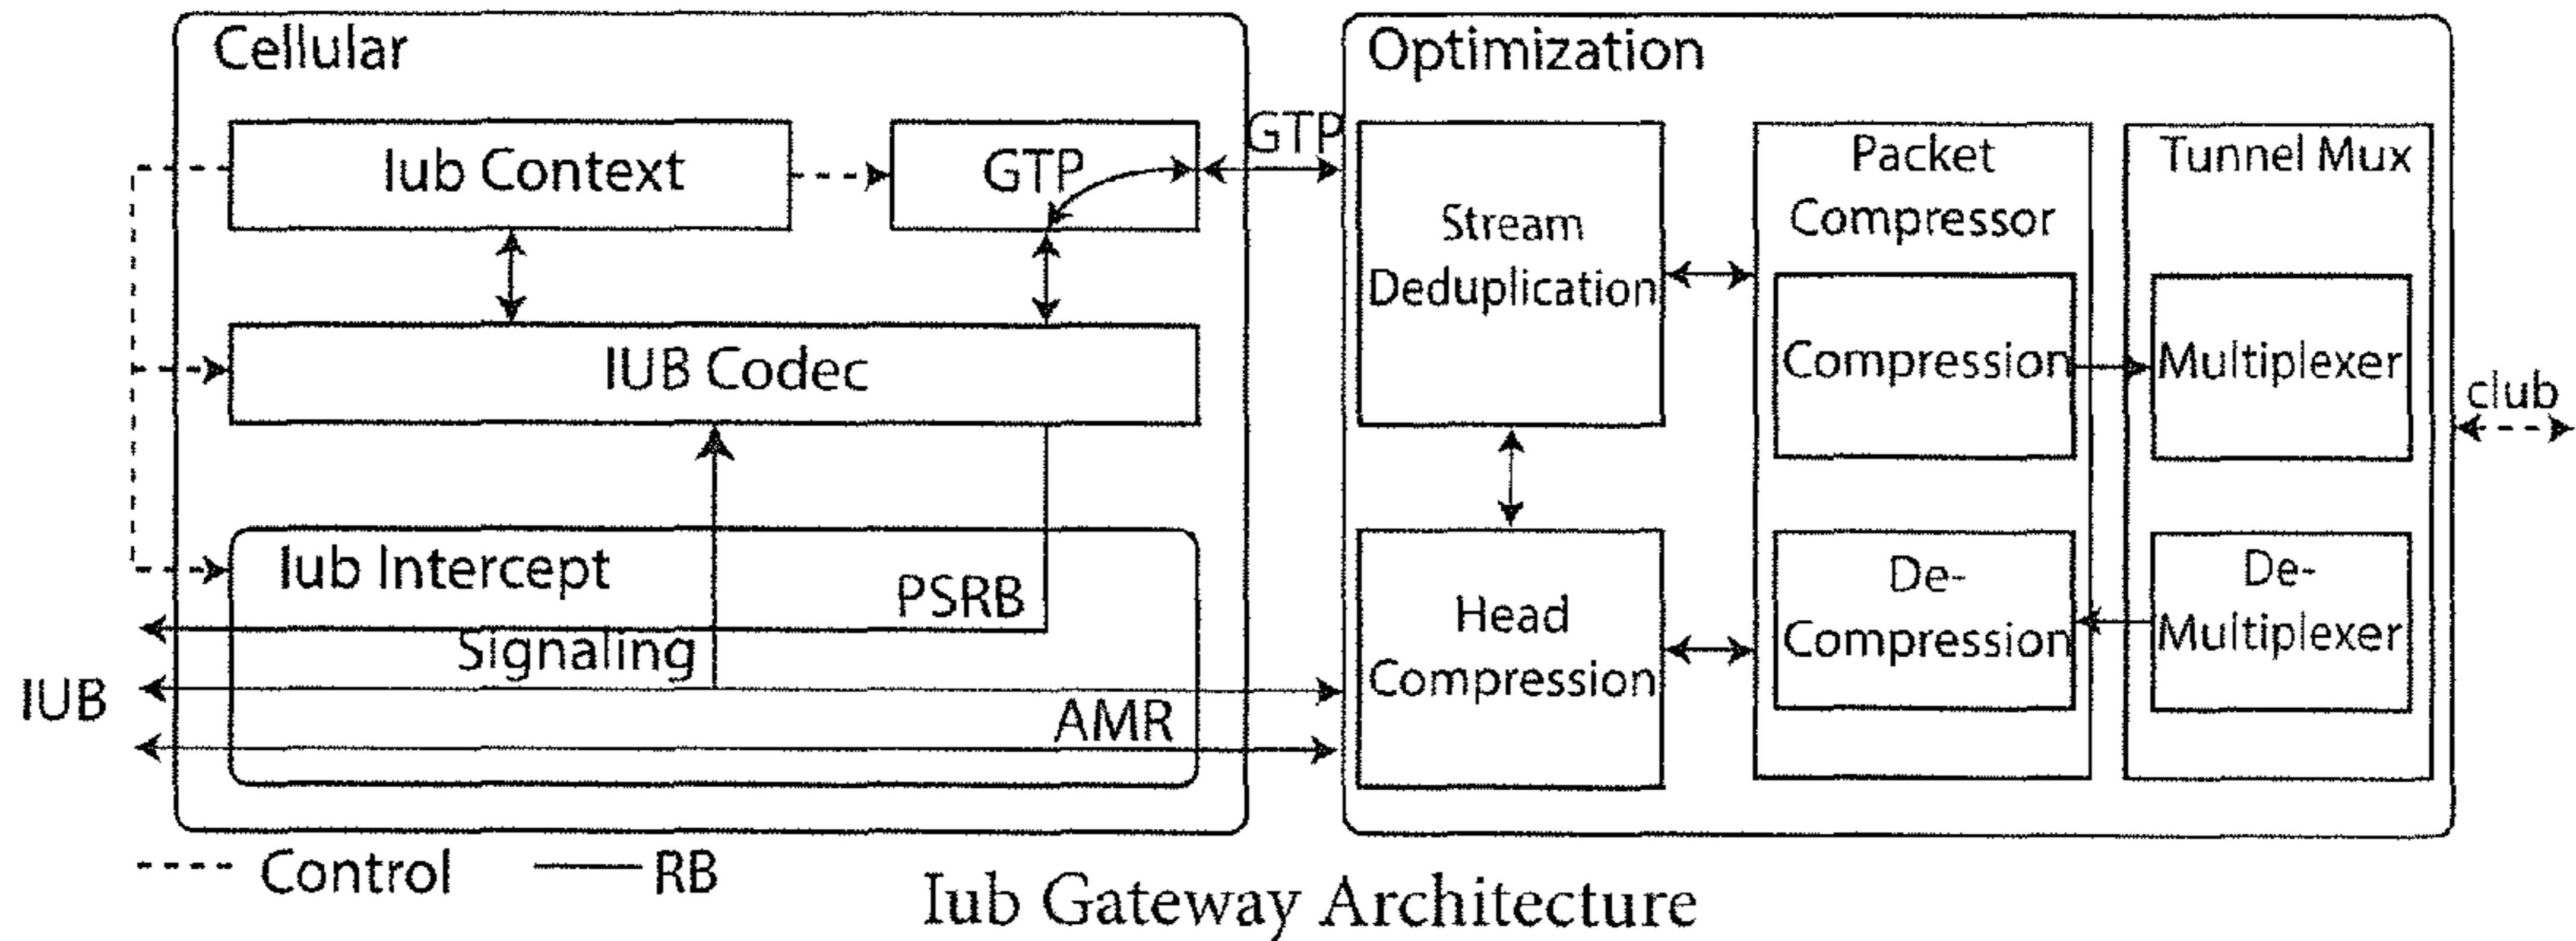 Cellular
Optimization
Iub Context
GTP
GTP
IUB Codec
Iub Intercept
PSRB
Signaling
IUB
AMR
Stream
Deduplication
Head
Compression
Packet
Compressor
Compression
De-
Compression
Tunnel Mux
Multiplexer
De-
Multiplexer
club
Control
RB
Iub Gateway Architecture